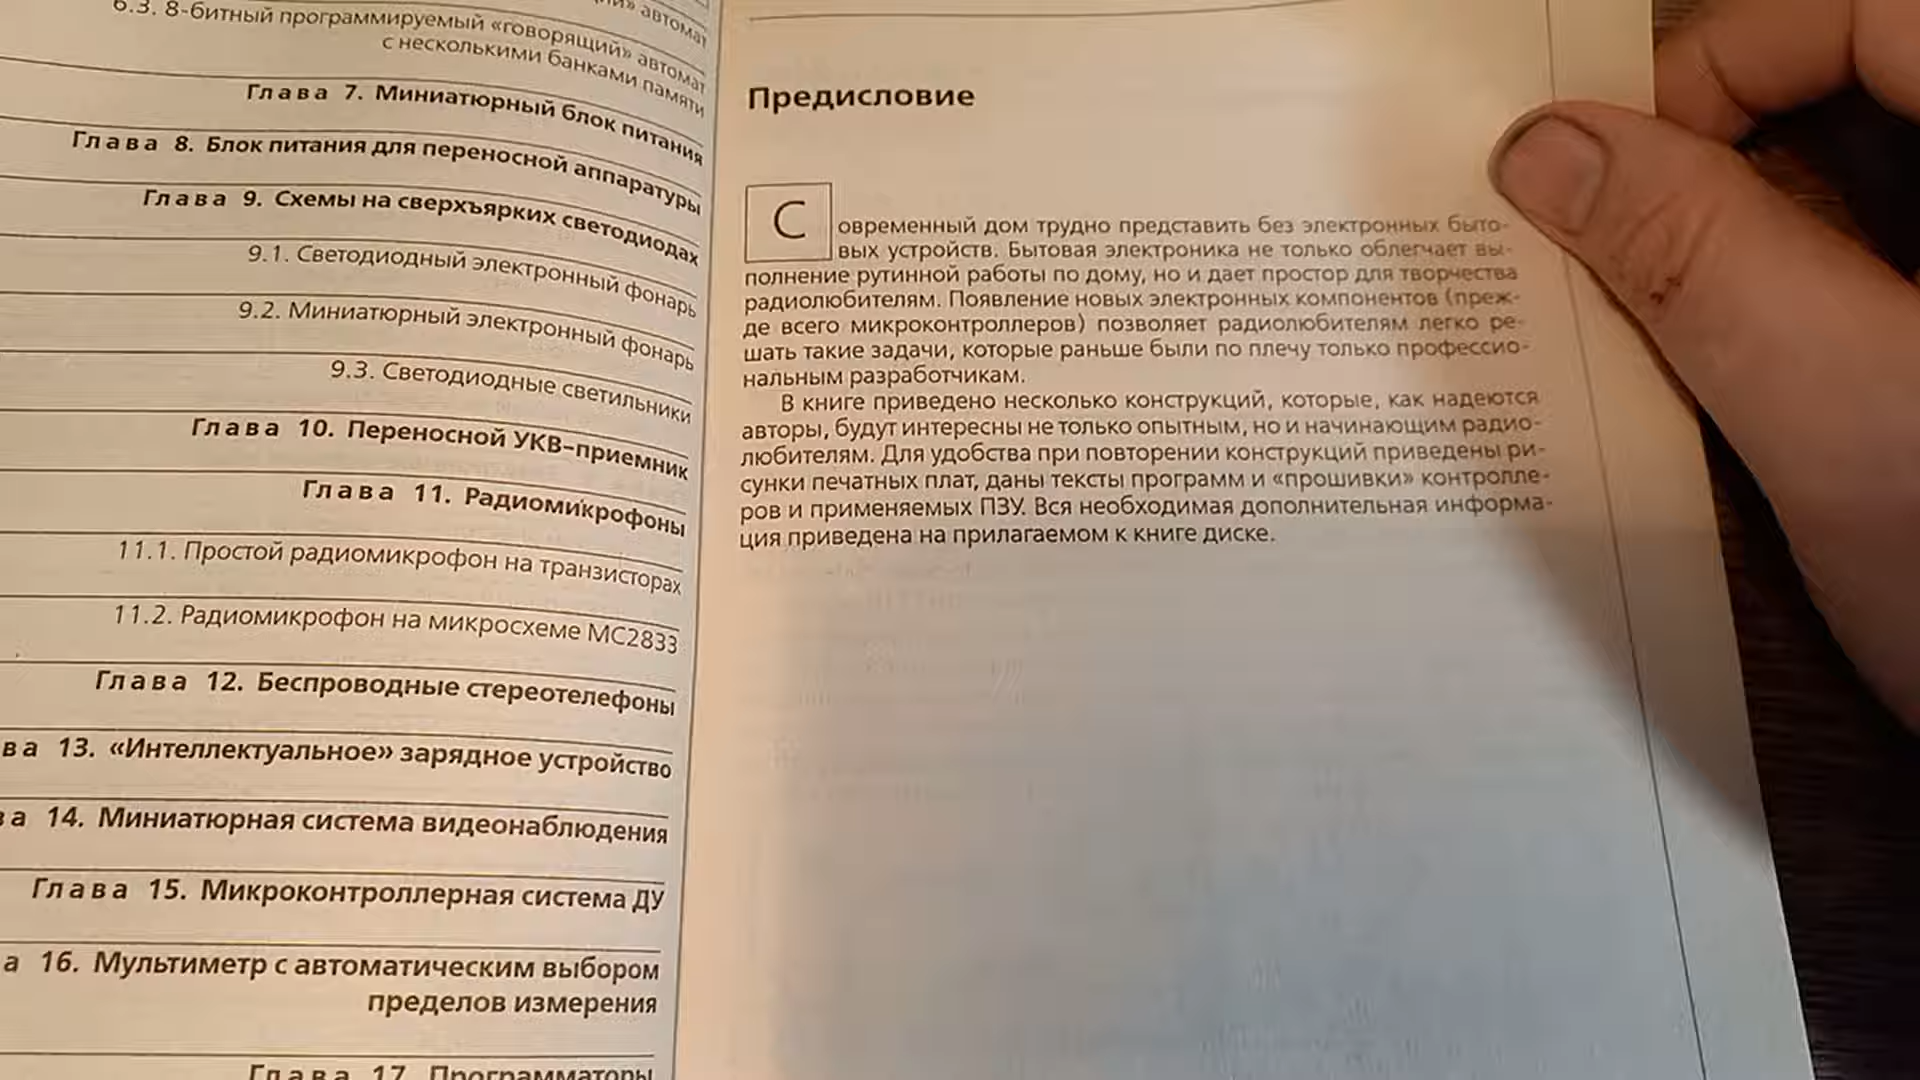 6.3. 8-битный программируемый «говорящий» автомат
с несколькими банками памяти
Глава 7. Миниатюрный блок питания
Глава 8. Блок питания для переносной аппаратуры
Глава 9. Схемы на сверхъярких светодиодах
9.1. Светодиодный электронный фонарь
9.2. Миниатюрный электронный фонарь
9.3. Светодиодные светильники
Глава 10. Переносной УКВ-приемник
Глава 11. Радиомикрофоны
11.1. Простой радиомикрофон на транзисторах
11.2. Радиомикрофон на микросхеме MC2833
Глава 12. Беспроводные стереотелефоны
ва 13. «Интеллектуальное» зарядное устройство
ва 14. Миниатюрная система видеонаблюдения
Глава 15. Микроконтроллерная система ДУ
а 16. Мультиметр с автоматическим выбором
пределов измерения
Глава 17. Программаторы
Предисловие
Современный дом трудно представить без электронных быто-
вых устройств. Бытовая электроника не только облегчает вы-
полнение рутинной работы по дому, но и дает простор для творчества
радиолюбителям. Появление новых электронных компонентов (преж-
де всего микроконтроллеров) позволяет радиолюбителям легко ре-
шать такие задачи, которые раньше были по плечу только профессио-
нальным разработчикам.
В книге приведено несколько конструкций, которые, как надеются
авторы, будут интересны не только опытным, но и начинающим радио-
любителям. Для удобства при повторении конструкций приведены ри-
сунки печатных плат, даны тексты программ и «прошивки» контролле-
ров и применяемых ПЗУ. Вся необходимая дополнительная информа-
ция приведена на прилагаемом к книге диске.